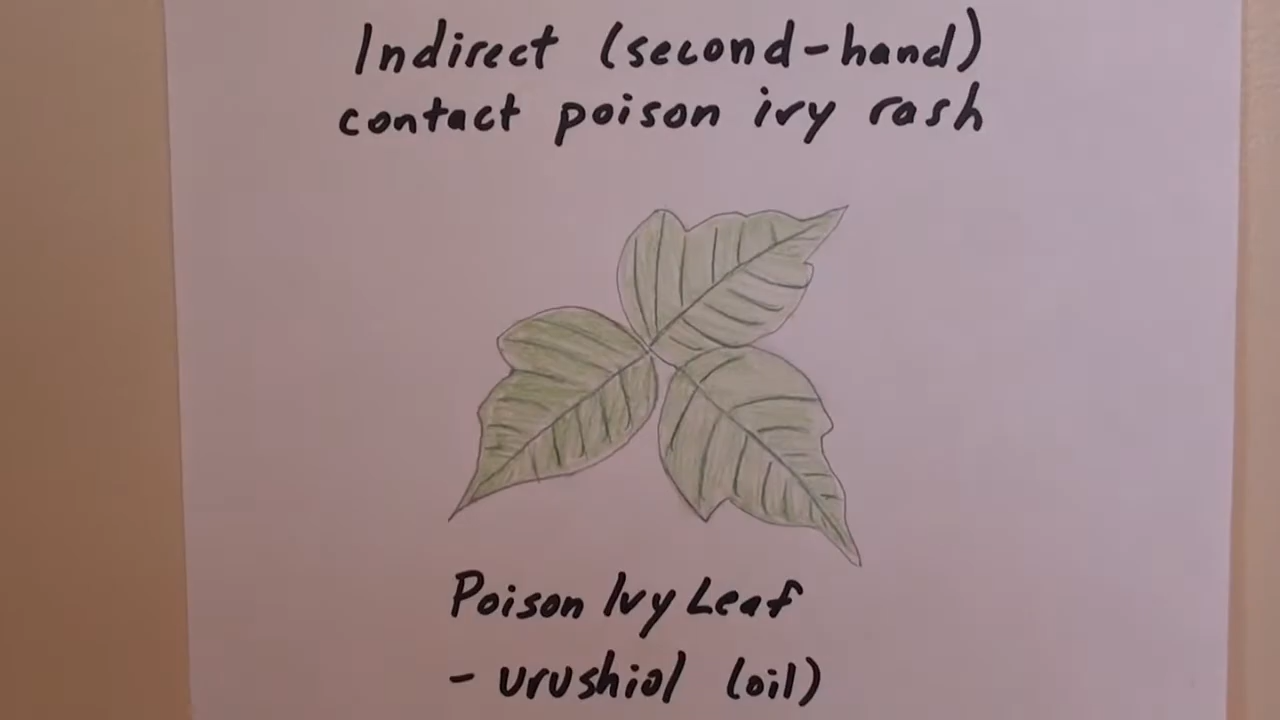 Indirect (second-hand)
contact poison ivy rash
Poison Ivy Leaf
- urushiol (oil)